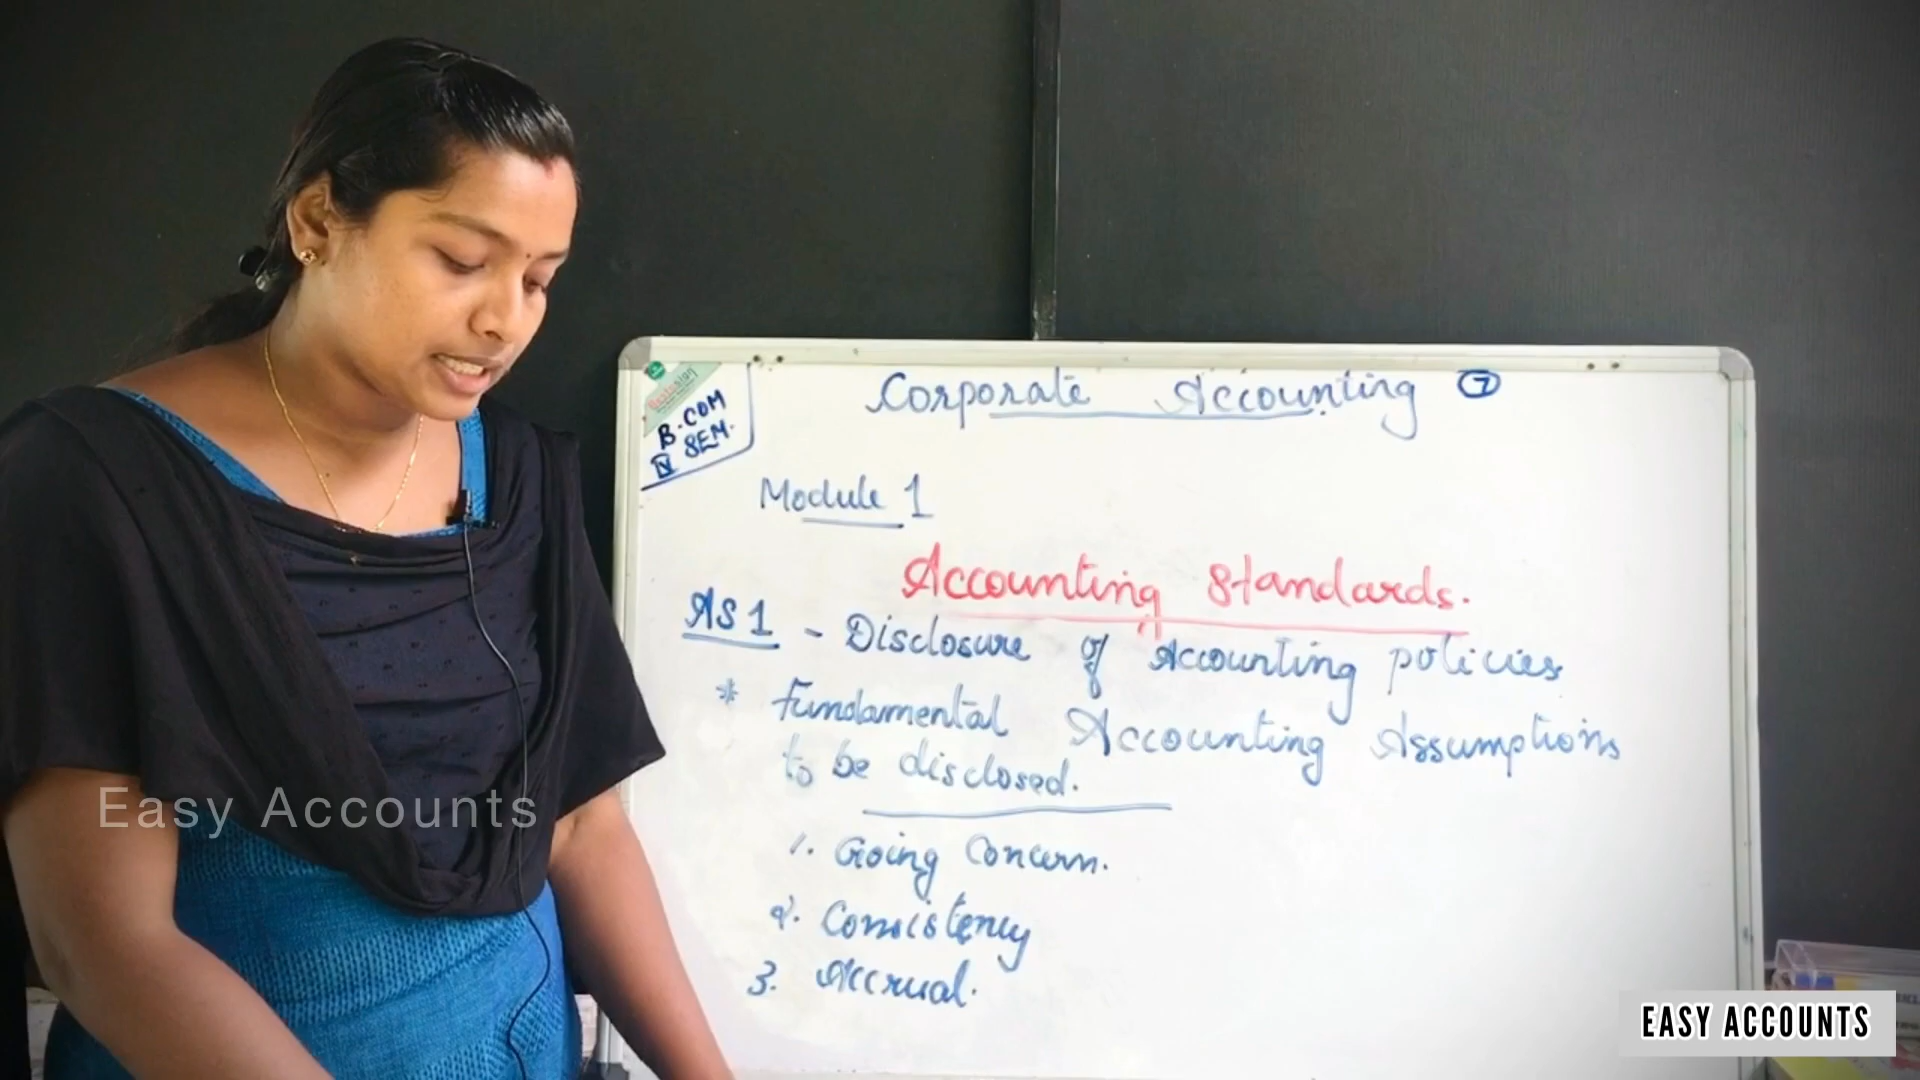 Corporate Accounting 7
B.COM
IV SEM.
Module 1
Accounting Standards.
AS 1 - Disclosure of Accounting policies
* Fundamental Accounting Assumptions
to be disclosed.
1. Going Concern.
2. Consistency
3. Accrual.
Easy Accounts
EASY ACCOUNTS